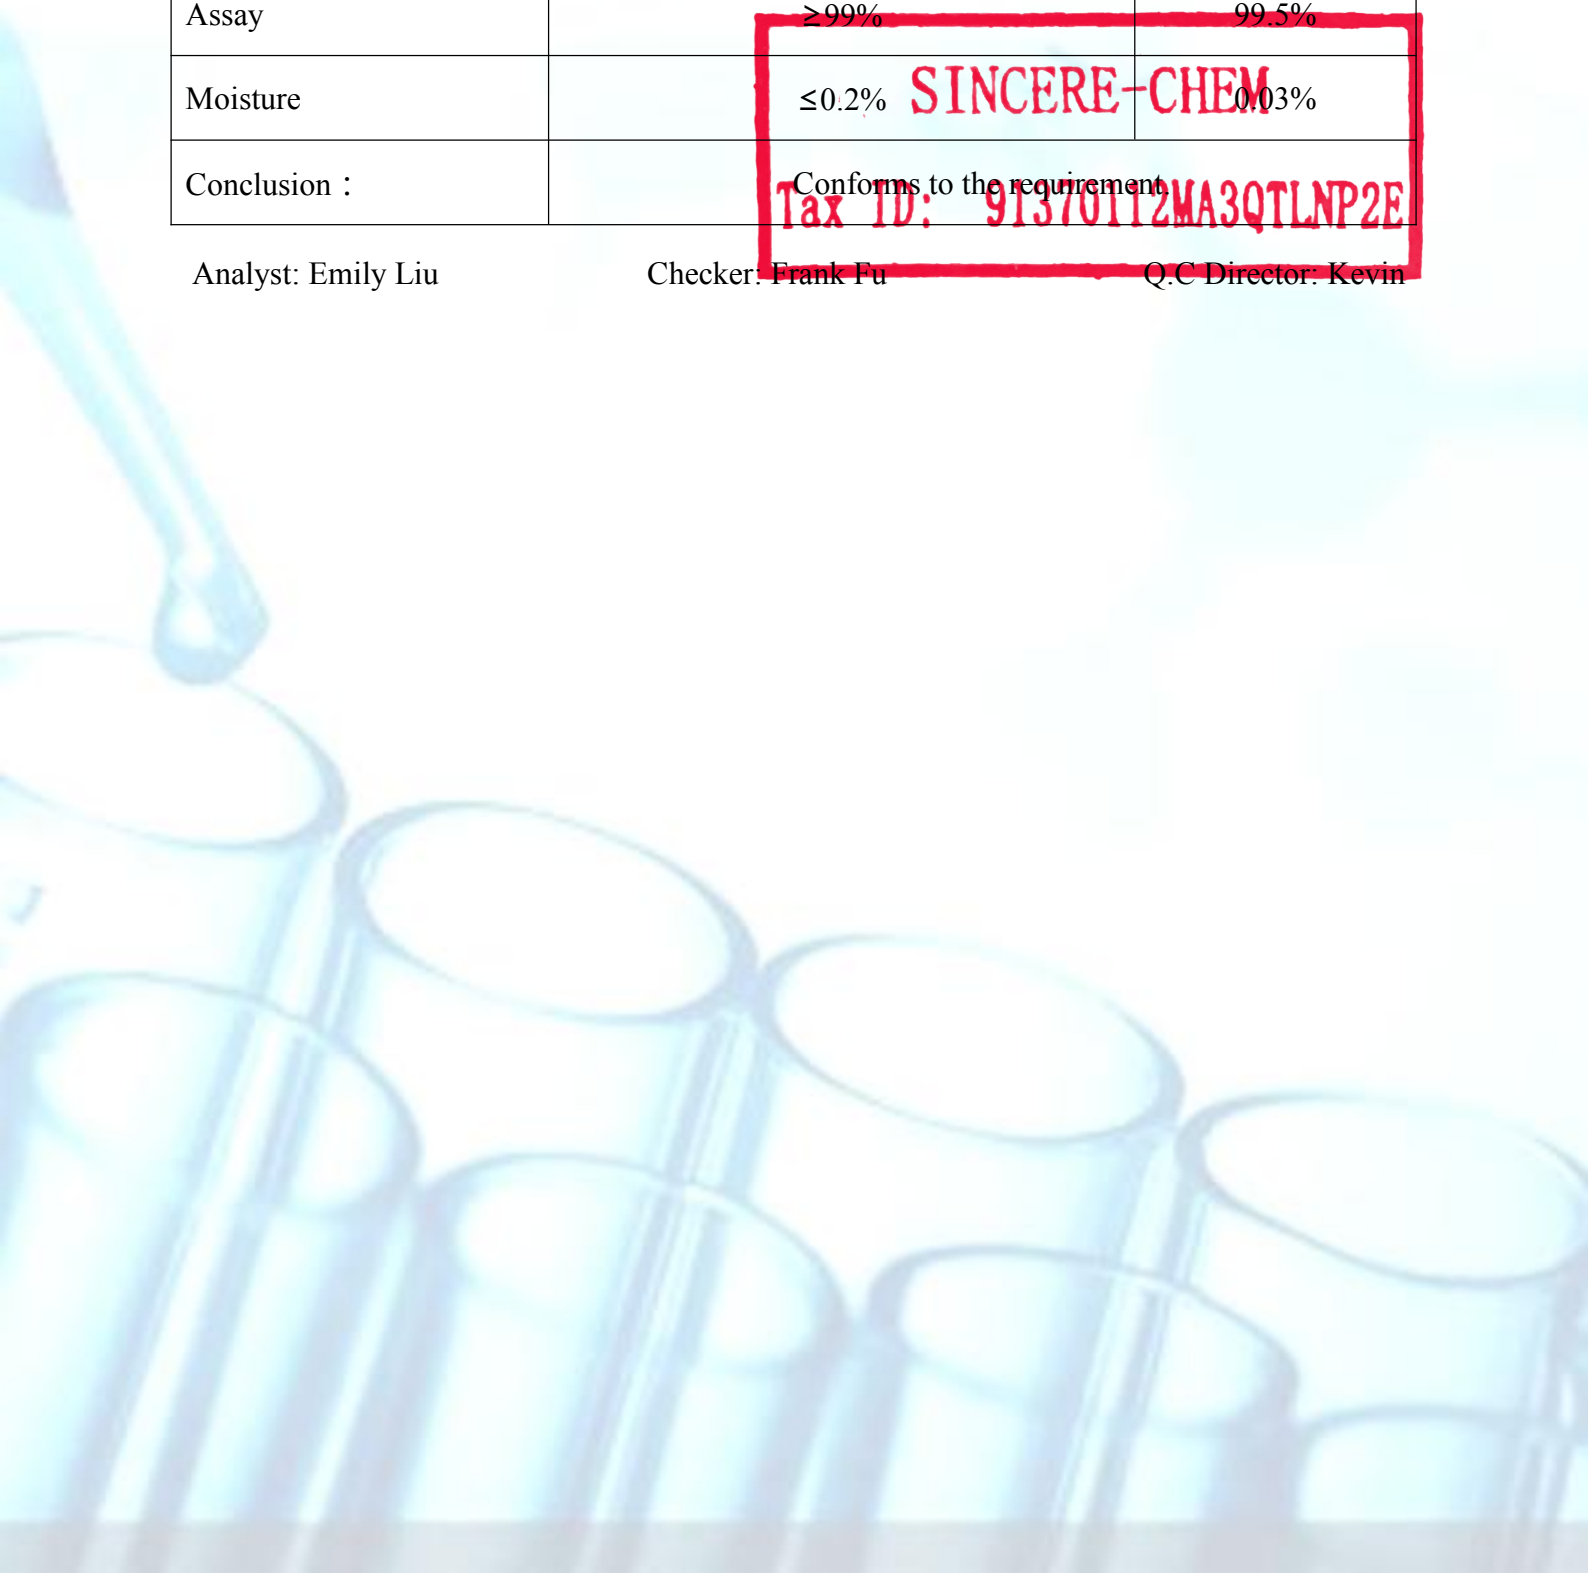 Assay ≥99% 99.5%
Moisture ≤0.2% 0.03%
SINCERE-CHEM
Conclusion： Conforms to the requirement.
Tax ID: 91370112MA3QTLNP2E
Analyst: Emily Liu Checker: Frank Fu Q.C Director: Kevin